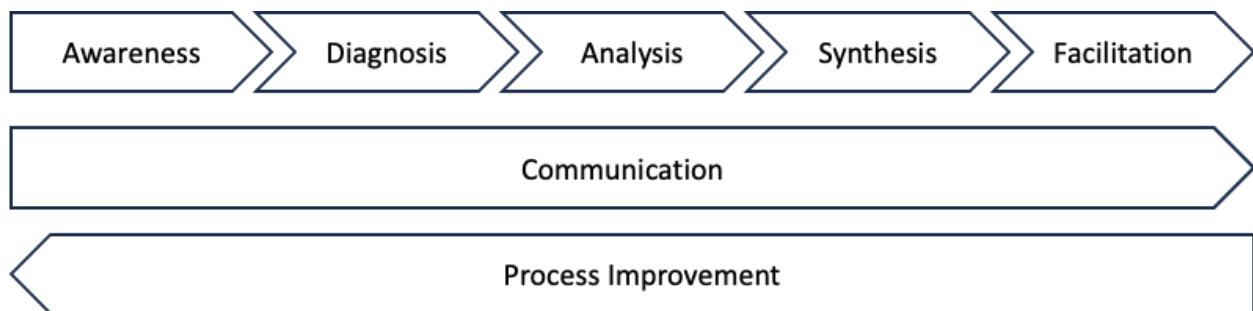 Awareness Diagnosis Analysis Synthesis Facilitation
Communication
Process Improvement